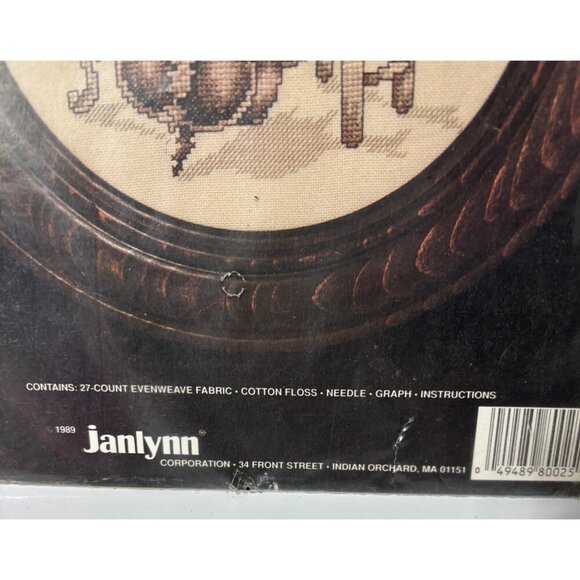 CONTAINS: 27-COUNT EVENWEAVE FABRIC • COTTON FLOSS • NEEDLE • GRAPH • INSTRUCTIONS
© 1989 janlynn®
CORPORATION • 34 FRONT STREET • INDIAN ORCHARD, MA 01151
0 49489 80025